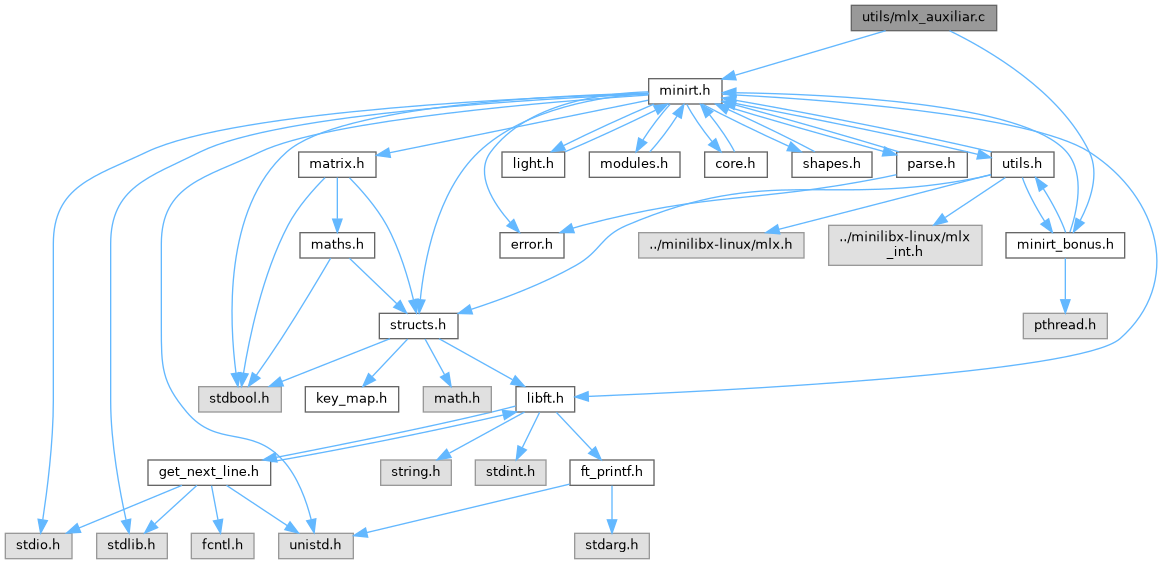 utils/mlx_auxiliar.c
minirt.h
matrix.h
light.h
modules.h
core.h
shapes.h
parse.h
utils.h
maths.h
error.h
../minilibx-linux/mlx.h
../minilibx-linux/mlx
_int.h
minirt_bonus.h
structs.h
pthread.h
stdbool.h
key_map.h
math.h
libft.h
get_next_line.h
string.h
stdint.h
ft_printf.h
stdio.h
stdlib.h
fcntl.h
unistd.h
stdarg.h